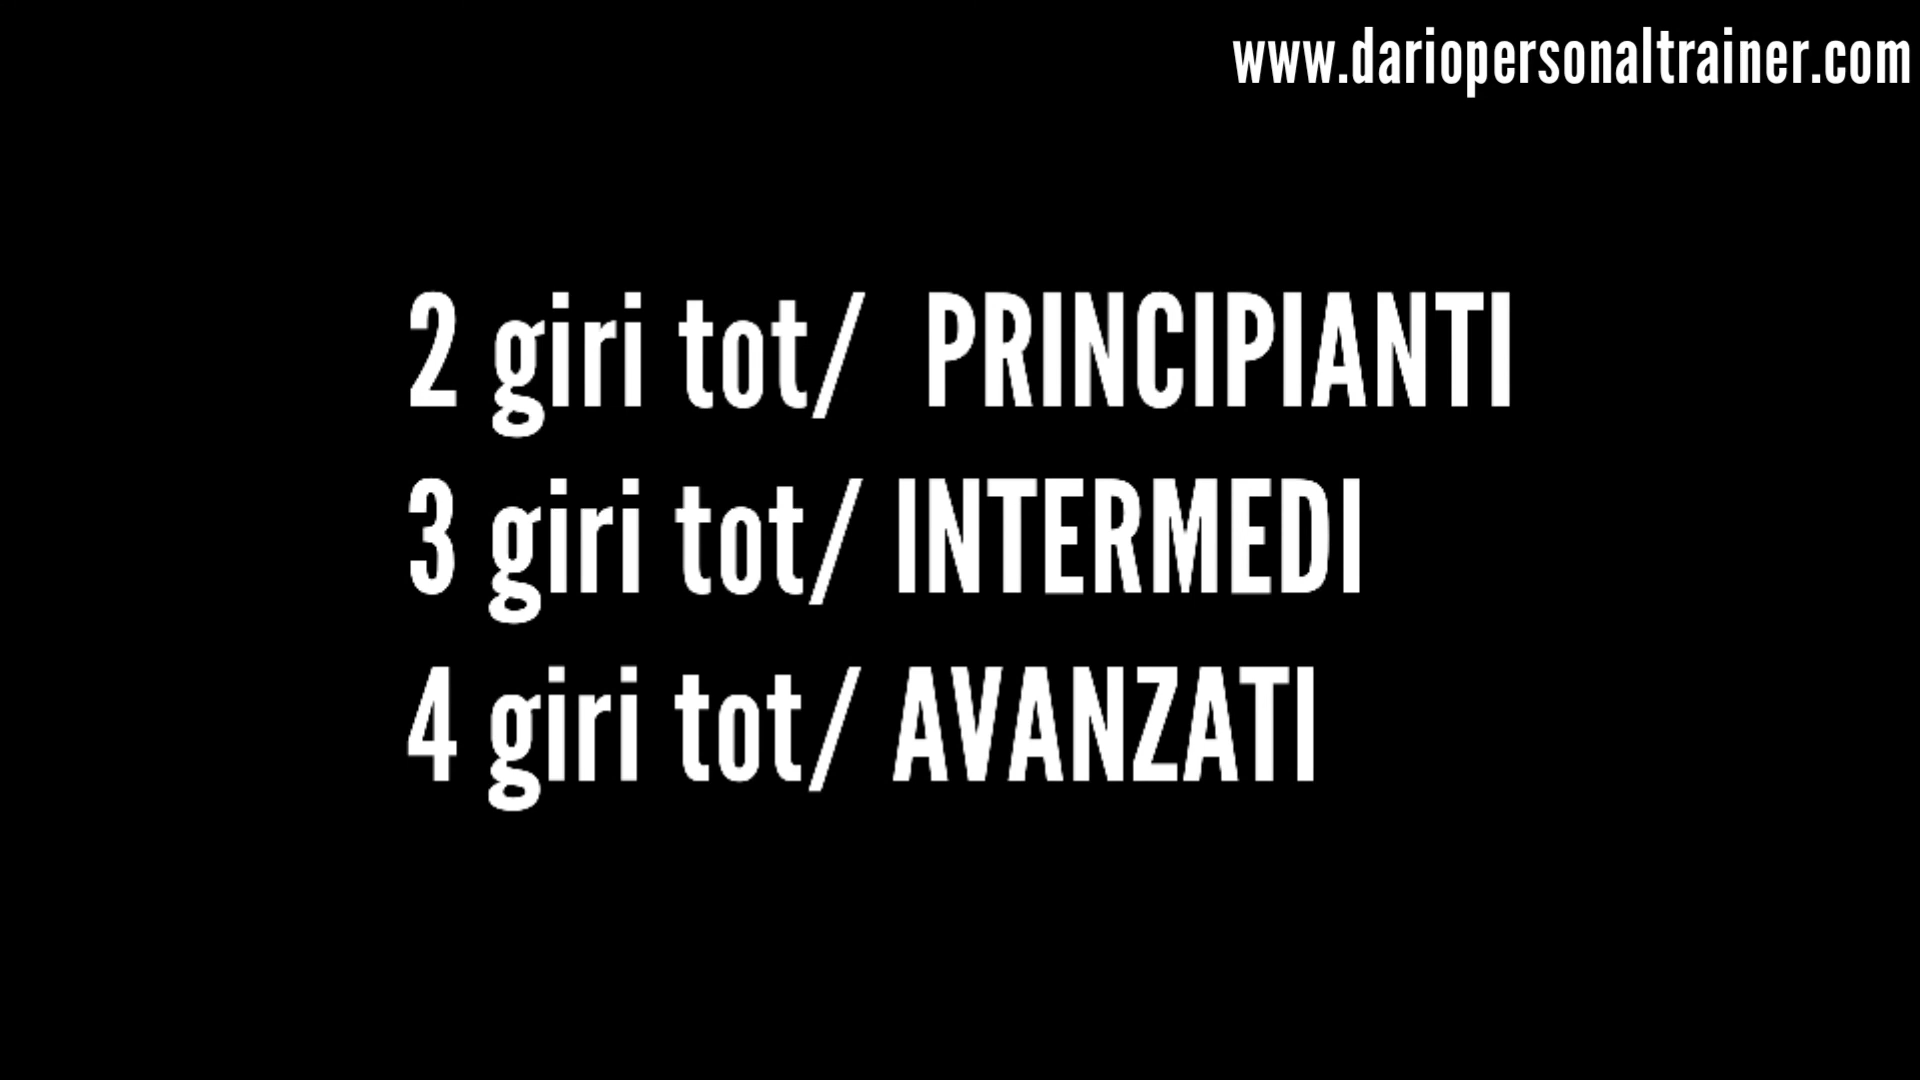 www.dariopersonaltrainer.com
2 giri tot/ PRINCIPIANTI
3 giri tot/ INTERMEDI
4 giri tot/ AVANZATI